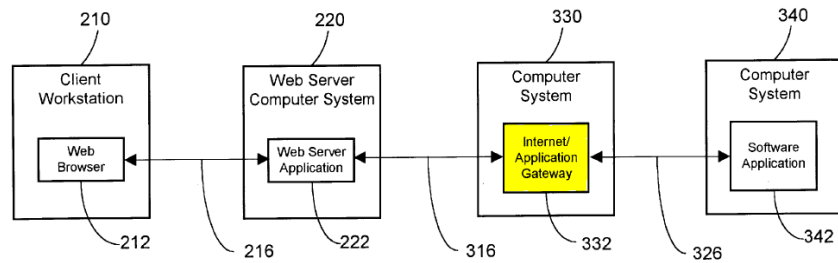 210
220
330
340
Client
Workstation
Web Server
Computer System
Computer
System
Computer
System
Web
Browser
Web Server
Application
Internet/
Application
Gateway
Software
Application
212
216
222
316
332
326
342